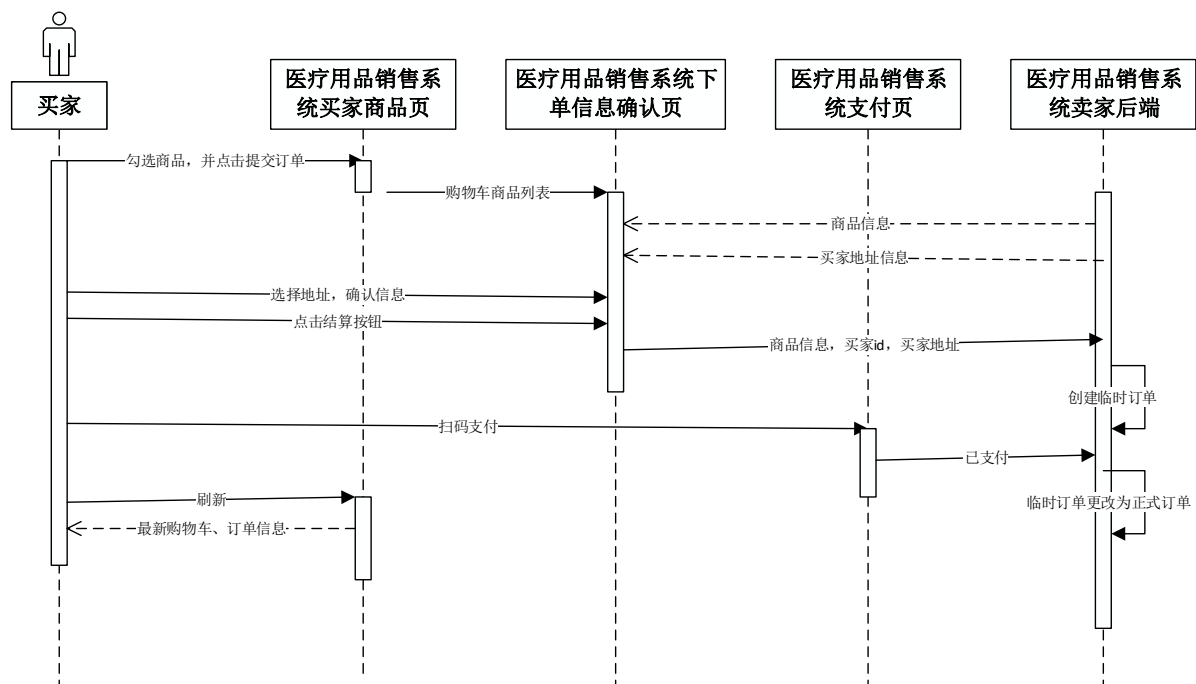 买家
医疗用品销售系
统买家商品页
医疗用品销售系统下
单信息确认页
医疗用品销售系
统支付页
医疗用品销售系
统卖家后端
勾选商品，并点击提交订单
购物车商品列表
商品信息
买家地址信息
选择地址，确认信息
点击结算按钮
商品信息，买家id，买家地址
创建临时订单
扫码支付
已支付
刷新
临时订单更改为正式订单
最新购物车、订单信息